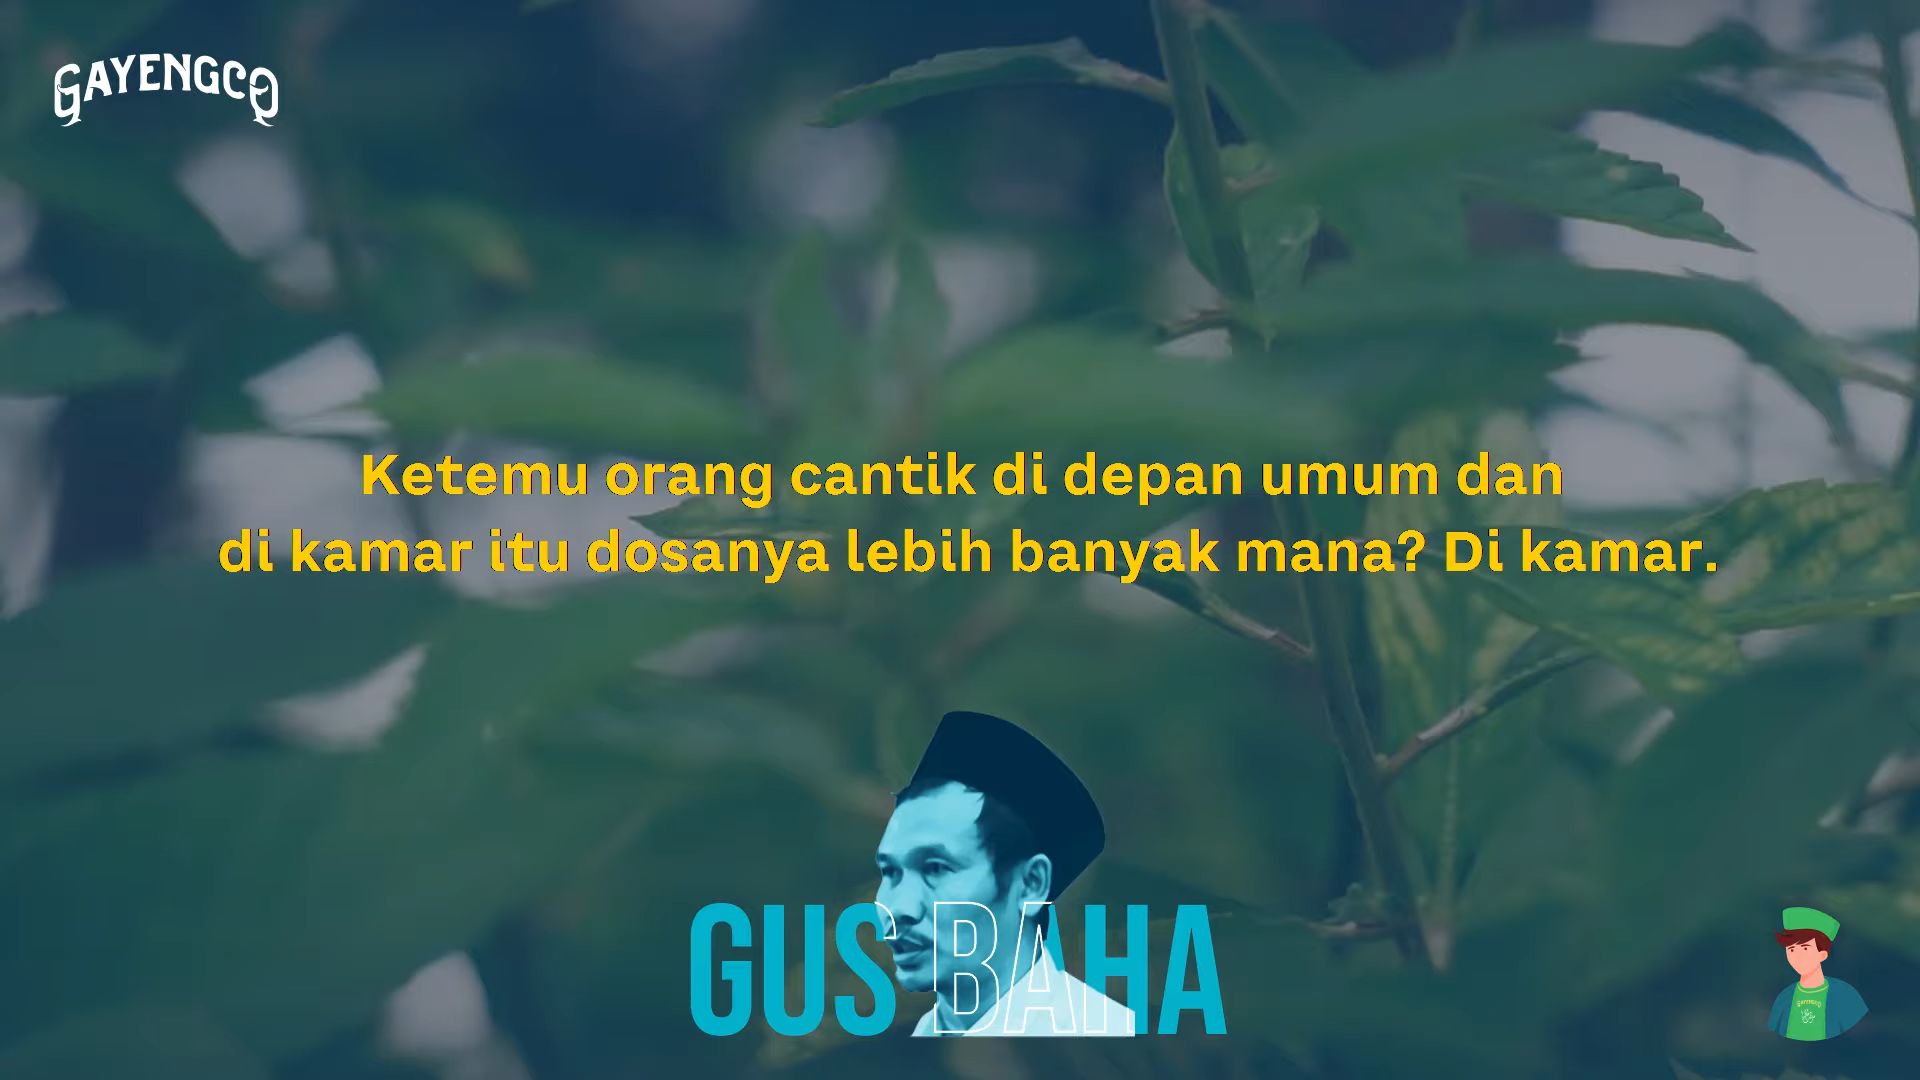 GAYENGCO
Ketemu orang cantik di depan umum dan
di kamar itu dosanya lebih banyak mana? Di kamar.
GUS BAHA
GAYENGCO